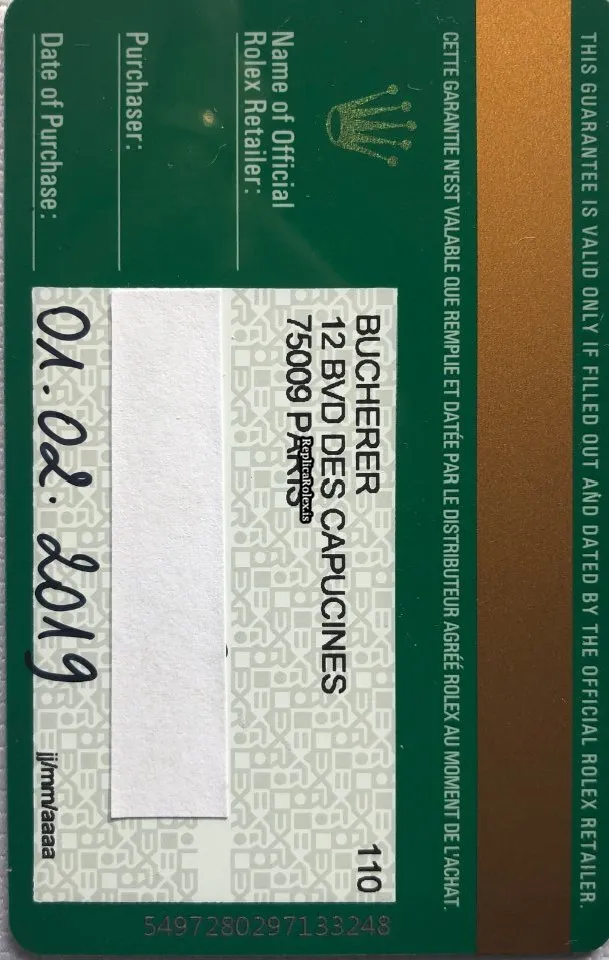 THIS GUARANTEE IS VALID ONLY IF FILLED OUT AND DATED BY THE OFFICIAL ROLEX RETAILER.
CETTE GARANTIE N'EST VALABLE QUE REMPLIE ET DATÉE PAR LE DISTRIBUTEUR AGRÉÉ ROLEX AU MOMENT DE L'ACHAT.
BUCHERER 110
12 BVD DES CAPUCINES
Name of Official
Rolex Retailer:
75009 PARIS
ReplicaRolex.is
Purchaser:
Date of Purchase:
01.02.2019
jj/mm/aaaa
5497280297133248